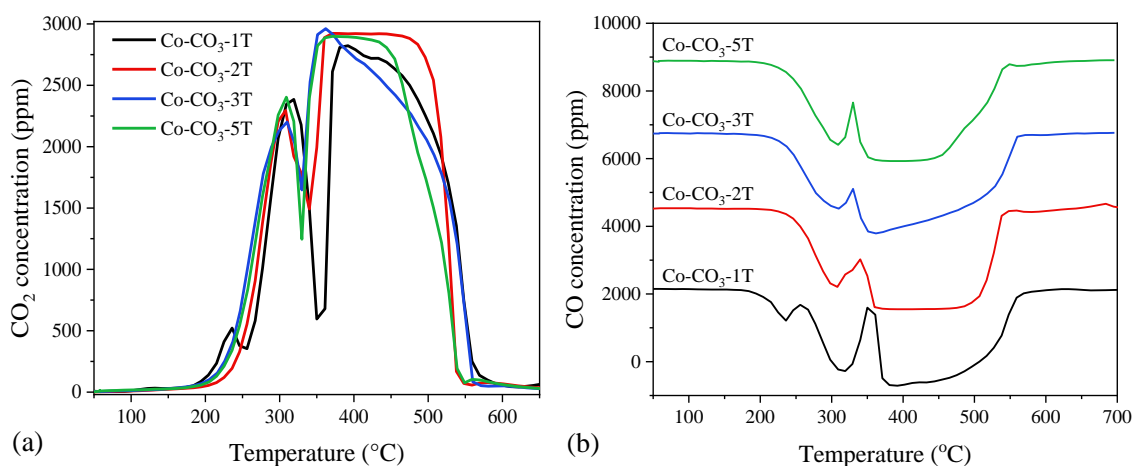 3000
2500
2000
1500
1000
500
0
CO₂ concentration (ppm)
Co-CO₃-1T
Co-CO₃-2T
Co-CO₃-3T
Co-CO₃-5T
100 200 300 400 500 600
Temperature (°C)
(a)
10000
8000
6000
4000
2000
0
CO concentration (ppm)
Co-CO₃-5T
Co-CO₃-3T
Co-CO₃-2T
Co-CO₃-1T
100 200 300 400 500 600 700
Temperature (°C)
(b)